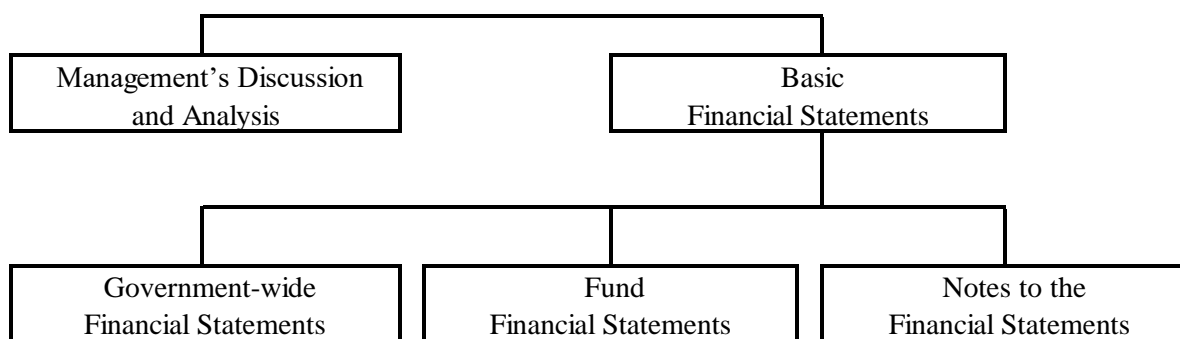 Management’s Discussion
and Analysis
Basic
Financial Statements
Government-wide
Financial Statements
Fund
Financial Statements
Notes to the
Financial Statements